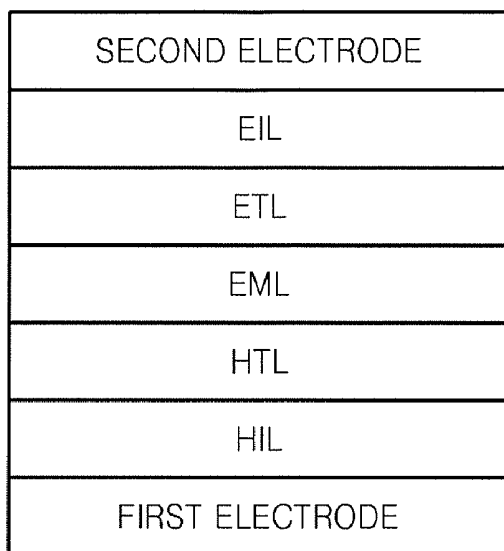 SECOND ELECTRODE
EIL
ETL
EML
HTL
HIL
FIRST ELECTRODE